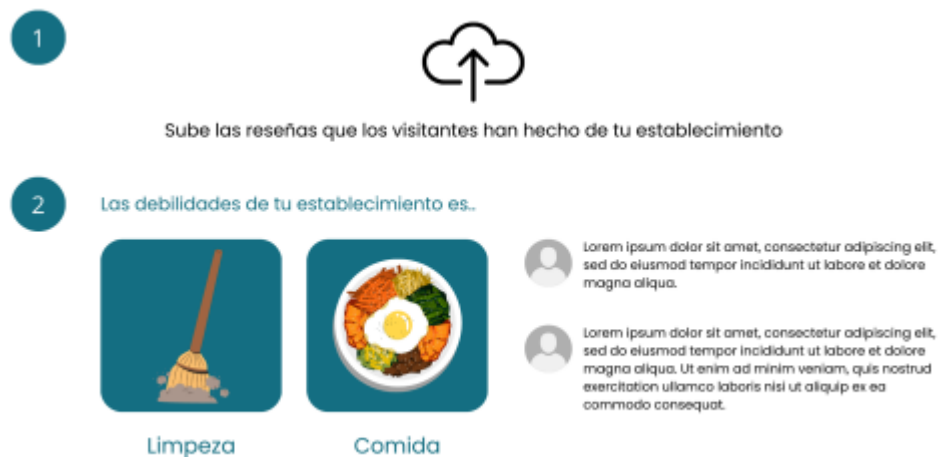 1
Sube las reseñas que los visitantes han hecho de tu establecimiento
2
Las debilidades de tu establecimiento es..
Limpeza
Comida
Lorem ipsum dolor sit amet, consectetur adipiscing elit,
sed do eiusmod tempor incididunt ut labore et dolore
magna aliqua.
Lorem ipsum dolor sit amet, consectetur adipiscing elit,
sed do eiusmod tempor incididunt ut labore et dolore
magna aliqua. Ut enim ad minim veniam, quis nostrud
exercitation ullamco laboris nisi ut aliquip ex ea
commodo consequat.